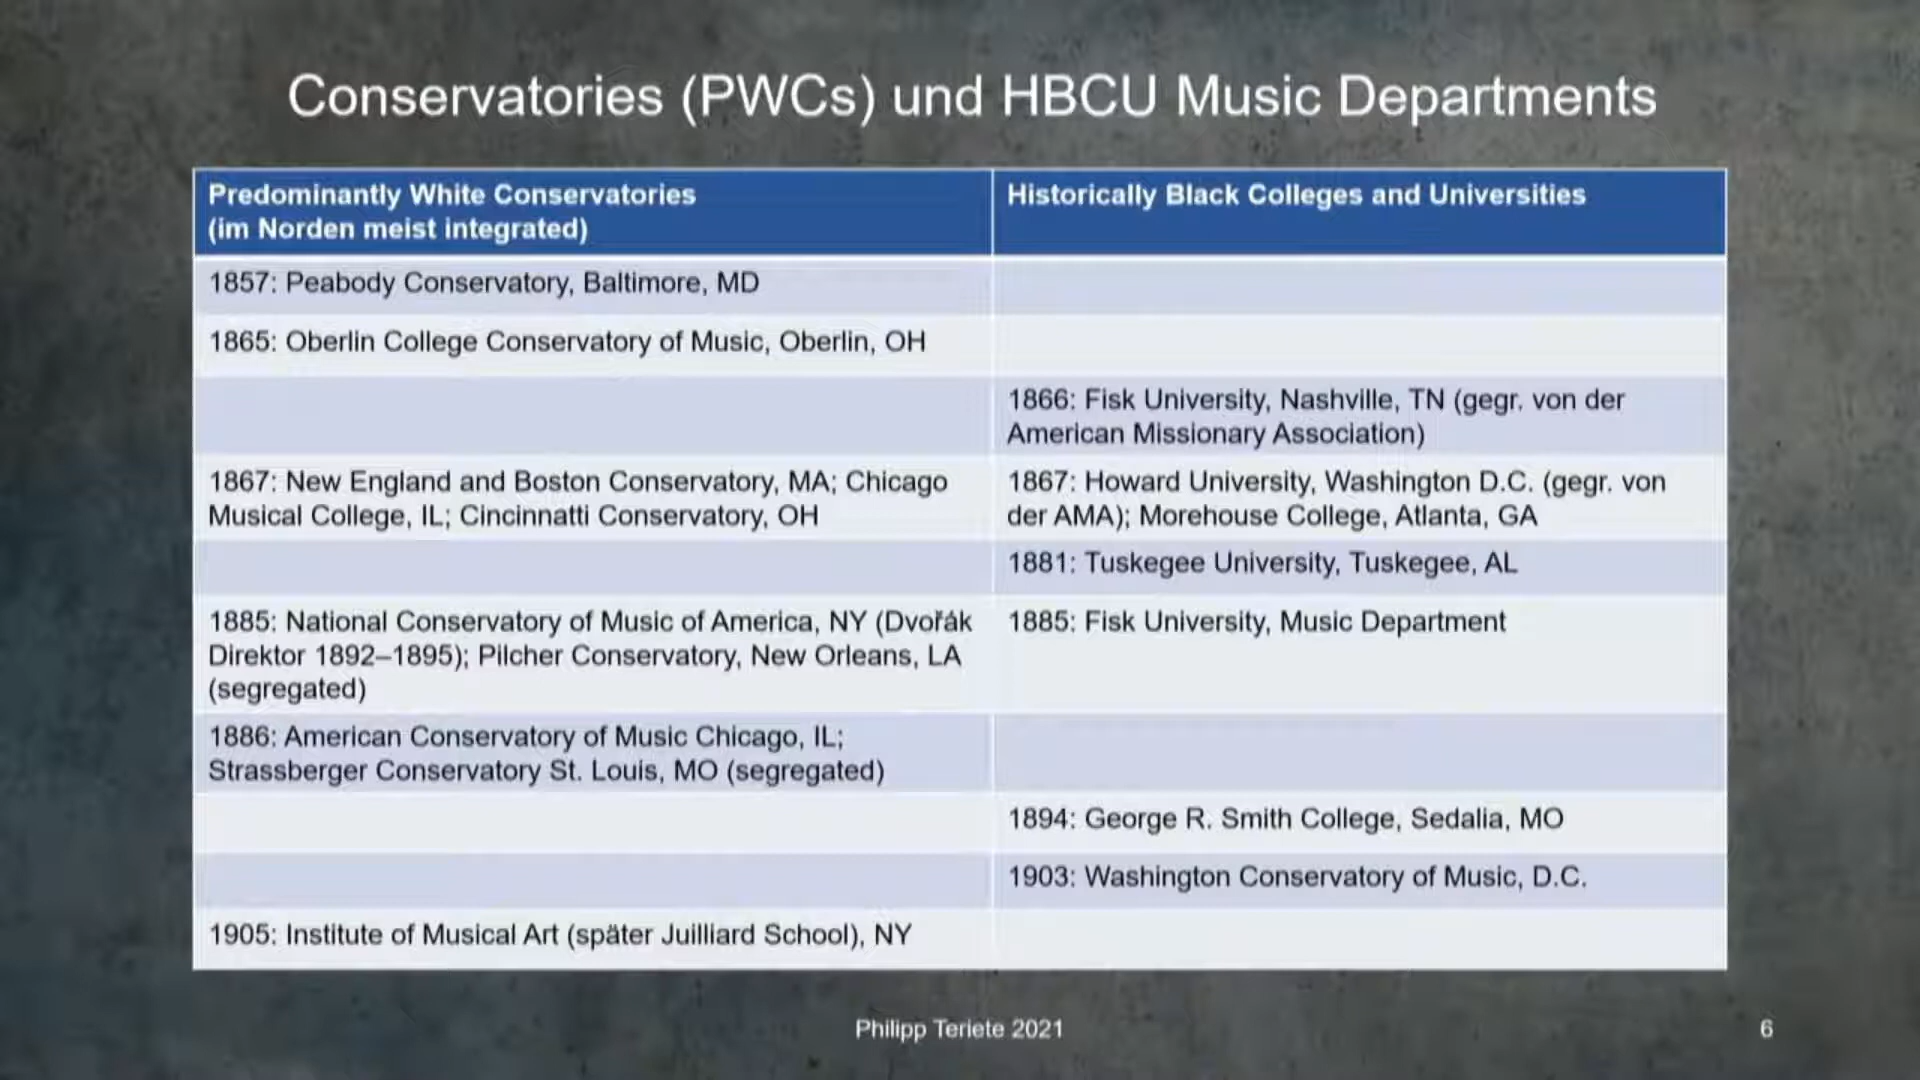 Conservatories (PWCs) und HBCU Music Departments
Predominantly White Conservatories
(im Norden meist integrated)
Historically Black Colleges and Universities
1857: Peabody Conservatory, Baltimore, MD
1865: Oberlin College Conservatory of Music, Oberlin, OH
1866: Fisk University, Nashville, TN (gegr. von der
American Missionary Association)
1867: New England and Boston Conservatory, MA; Chicago
Musical College, IL; Cincinnatti Conservatory, OH
1867: Howard University, Washington D.C. (gegr. von
der AMA); Morehouse College, Atlanta, GA
1881: Tuskegee University, Tuskegee, AL
1885: National Conservatory of Music of America, NY (Dvořák
Direktor 1892–1895); Pilcher Conservatory, New Orleans, LA
(segregated)
1885: Fisk University, Music Department
1886: American Conservatory of Music Chicago, IL;
Strassberger Conservatory St. Louis, MO (segregated)
1894: George R. Smith College, Sedalia, MO
1903: Washington Conservatory of Music, D.C.
1905: Institute of Musical Art (später Juilliard School), NY
Philipp Teriete 2021
6